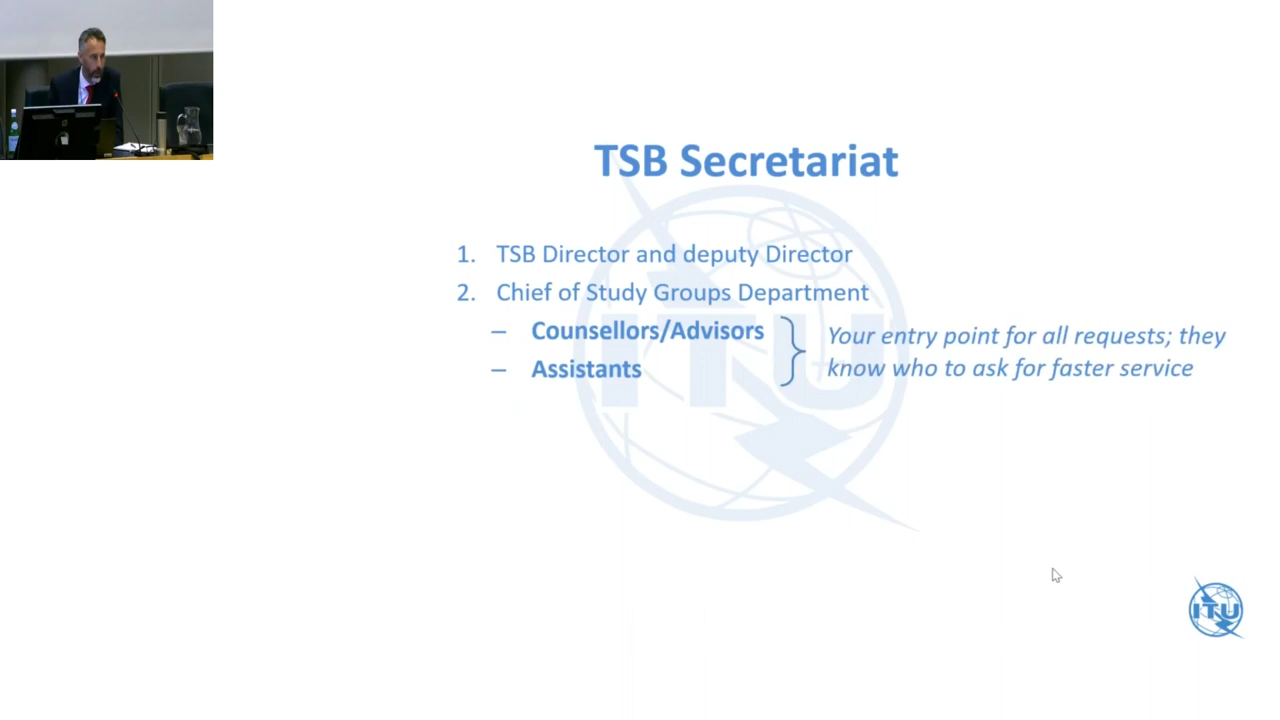 TSB Secretariat
1. TSB Director and deputy Director
2. Chief of Study Groups Department
– Counsellors/Advisors
– Assistants
Your entry point for all requests; they
know who to ask for faster service
ITU
ITU